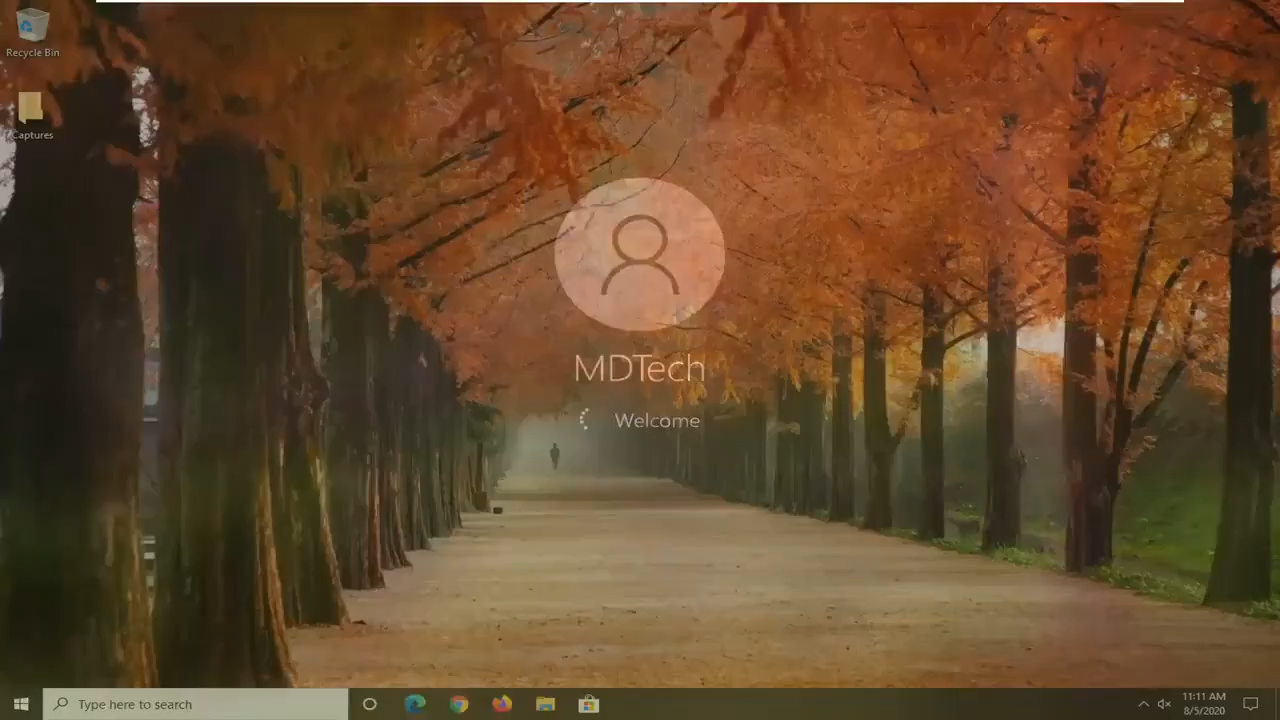 Recycle Bin
Captures
MDTech
Welcome
Type here to search
11:11 AM
8/5/2020